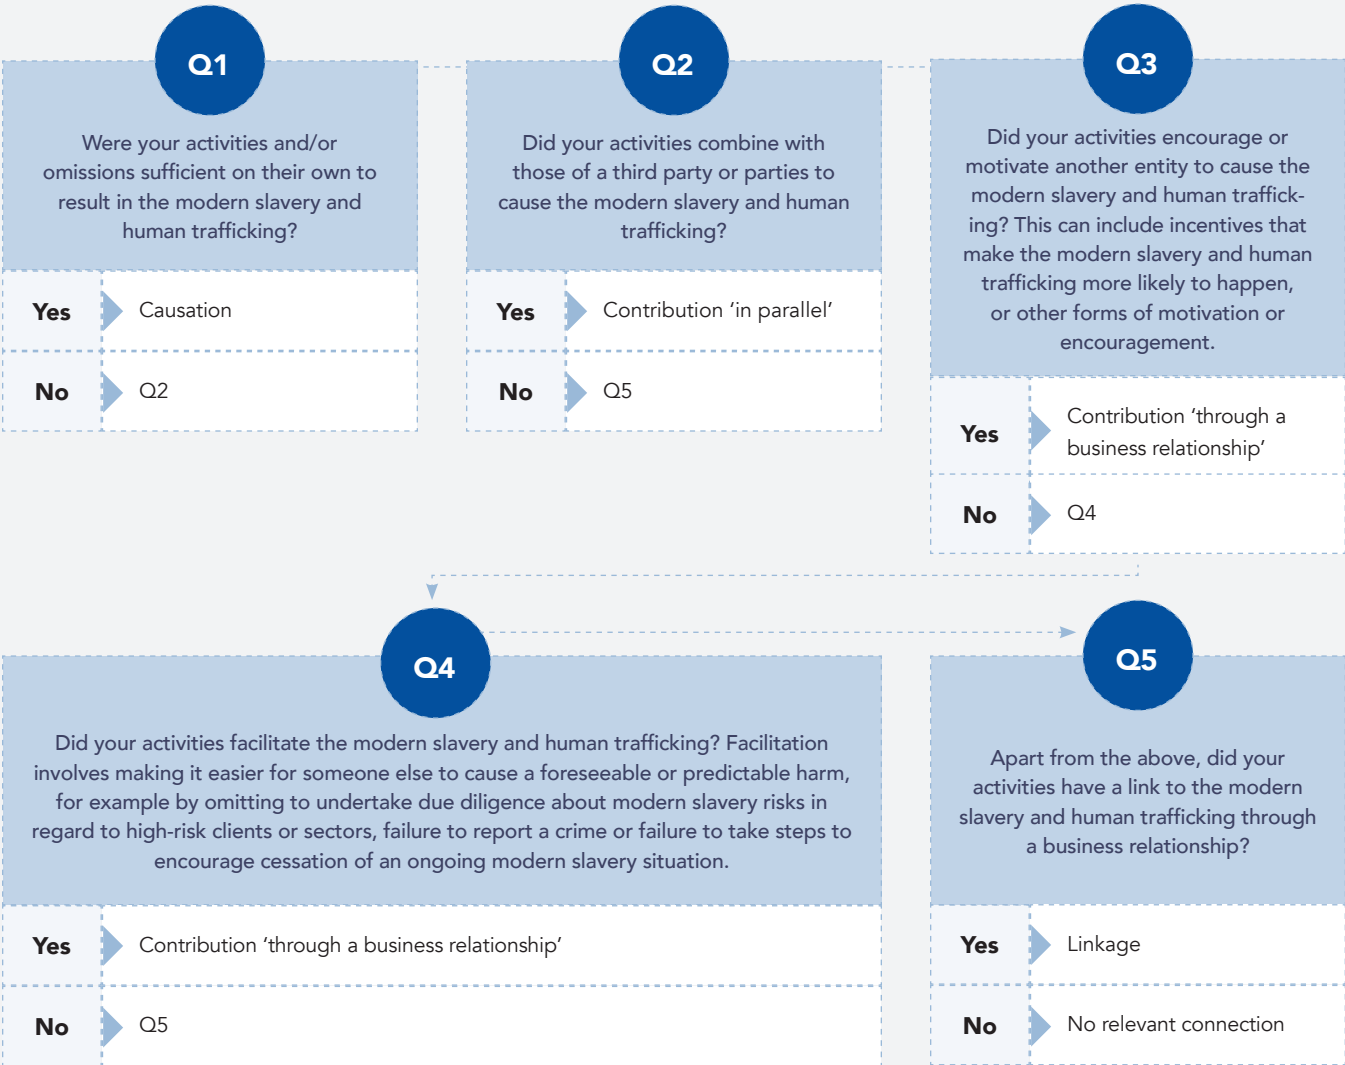 Q1
Were your activities and/or
omissions sufficient on their own to
result in the modern slavery and
human trafficking?
Yes
Causation
No
Q2
Q2
Did your activities combine with
those of a third party or parties to
cause the modern slavery and human
trafficking?
Yes
Contribution ‘in parallel’
No
Q5
Q3
Did your activities encourage or
motivate another entity to cause the
modern slavery and human traffick-
ing? This can include incentives that
make the modern slavery and human
trafficking more likely to happen,
or other forms of motivation or
encouragement.
Yes
Contribution ‘through a
business relationship’
No
Q4
Q4
Did your activities facilitate the modern slavery and human trafficking? Facilitation
involves making it easier for someone else to cause a foreseeable or predictable harm,
for example by omitting to undertake due diligence about modern slavery risks in
regard to high-risk clients or sectors, failure to report a crime or failure to take steps to
encourage cessation of an ongoing modern slavery situation.
Yes
Contribution ‘through a business relationship’
No
Q5
Q5
Apart from the above, did your
activities have a link to the modern
slavery and human trafficking through
a business relationship?
Yes
Linkage
No
No relevant connection